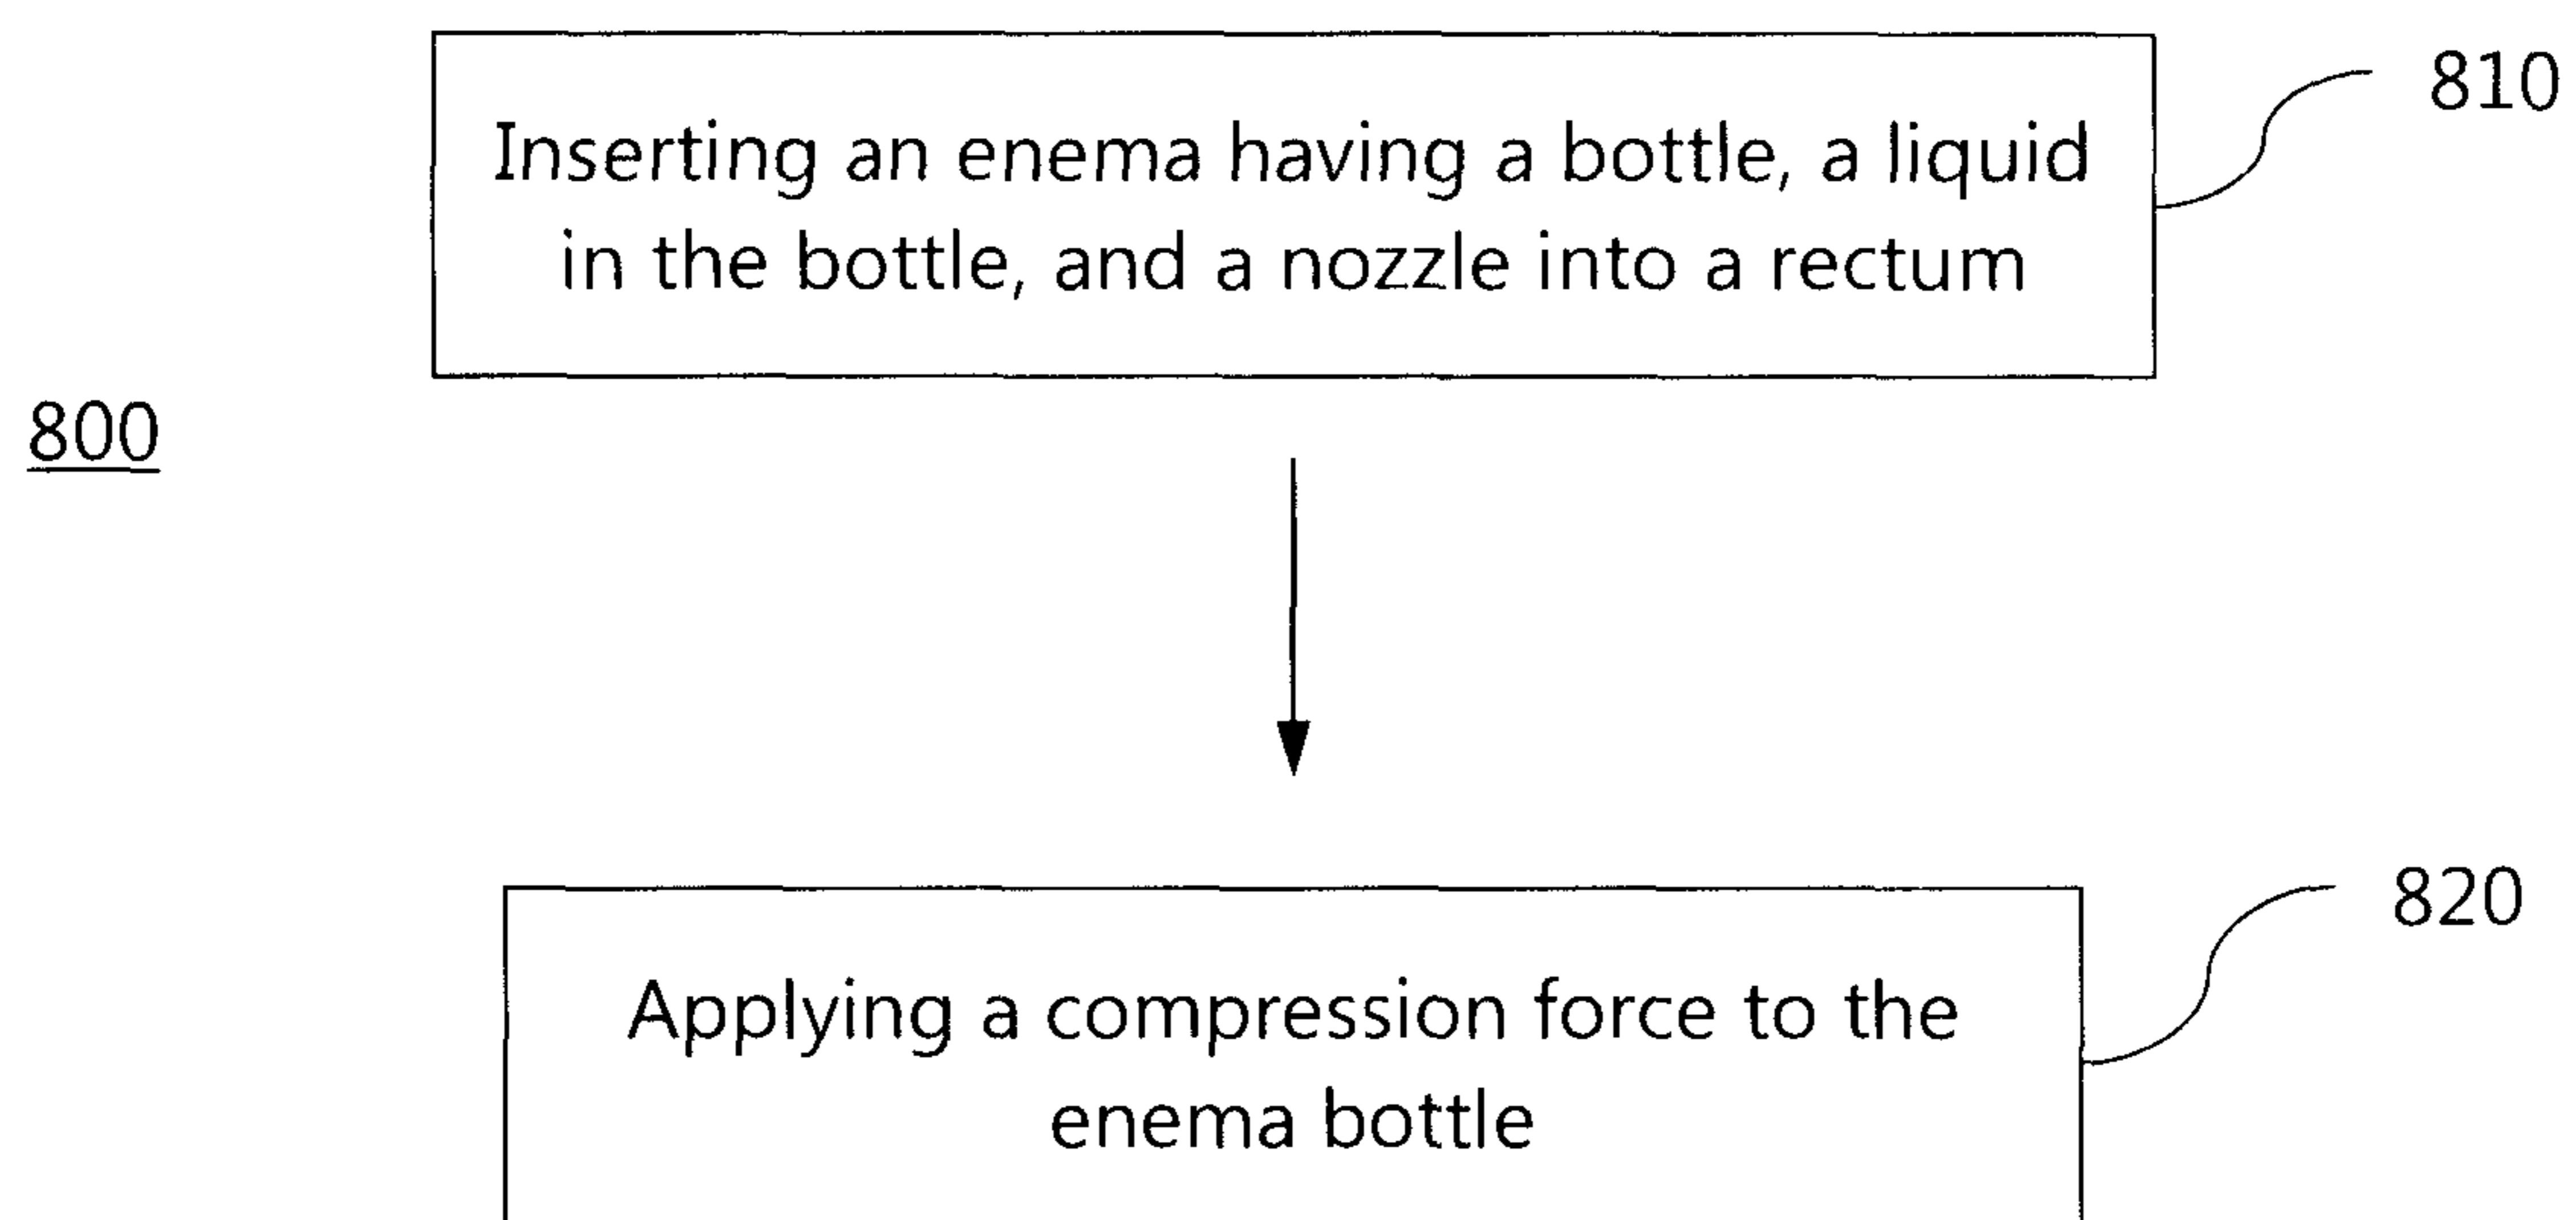 810
Inserting an enema having a bottle, a liquid
in the bottle, and a nozzle into a rectum
800
820
Applying a compression force to the
enema bottle